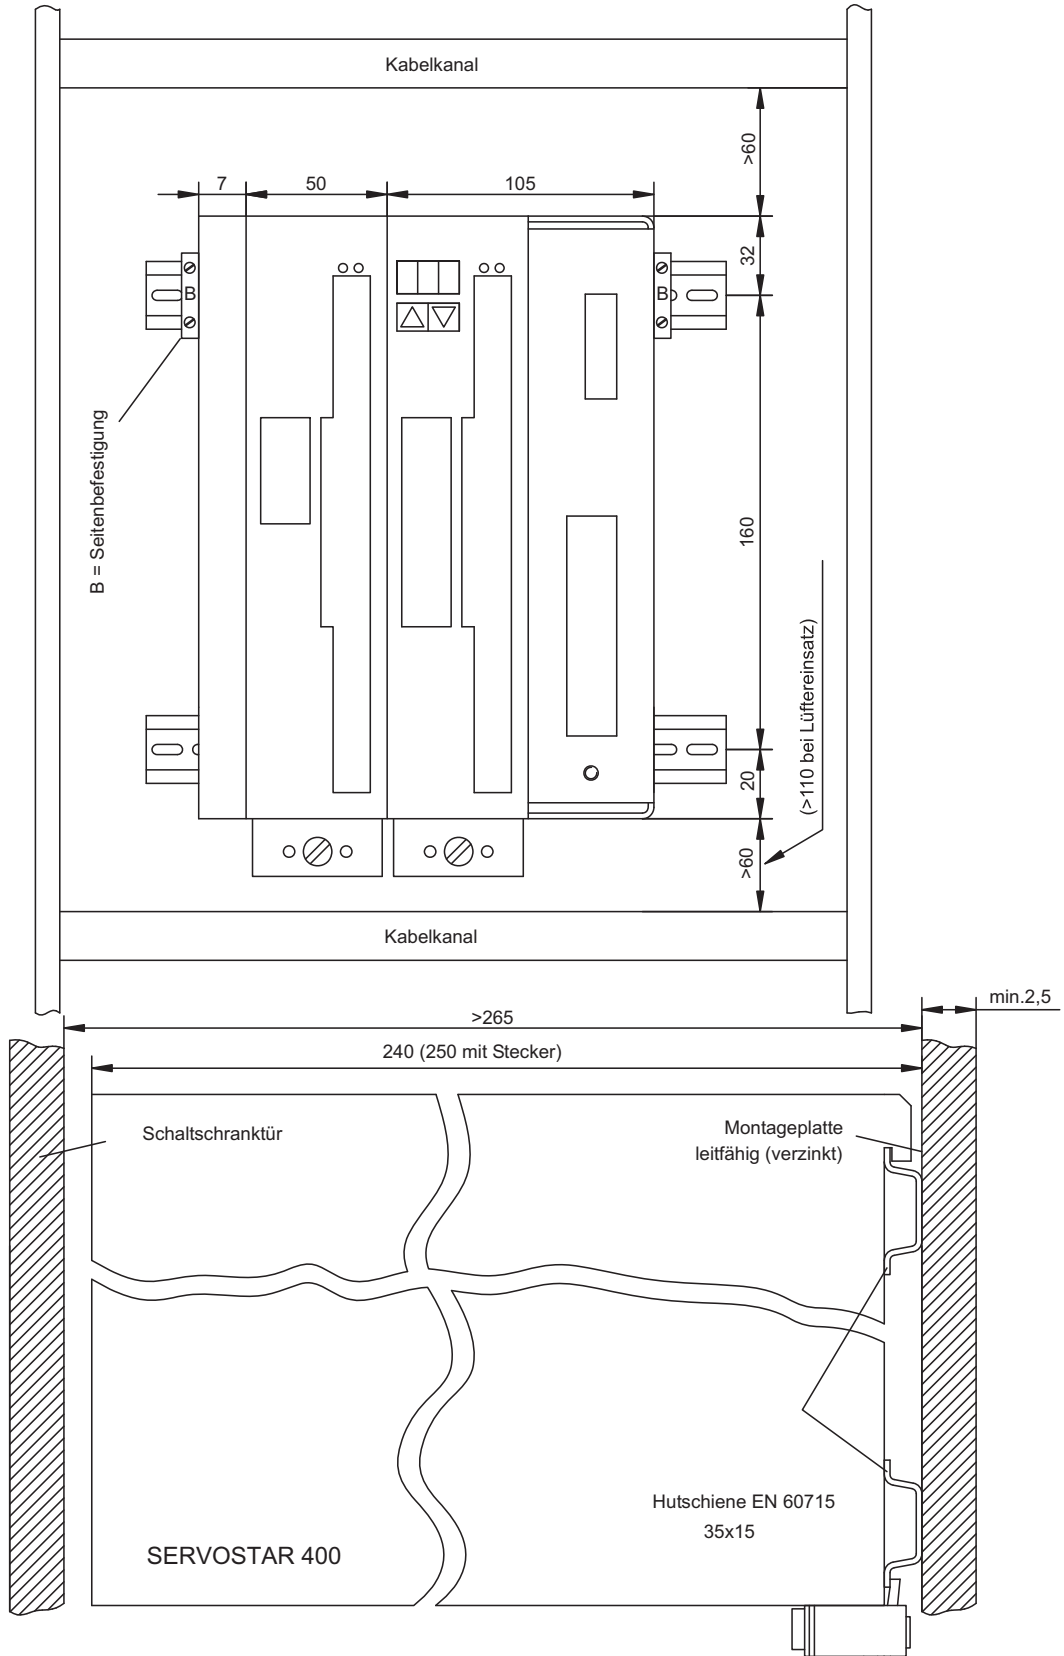 Kabelkanal
>60
7
50
105
32
B
B
B = Seitenbefestigung
160
(>110 bei Lüftereinsatz)
20
>60
Kabelkanal
min.2,5
>265
240 (250 mit Stecker)
Schaltschranktür
Montageplatte
leitfähig (verzinkt)
Hutschiene EN 60715
35x15
SERVOSTAR 400